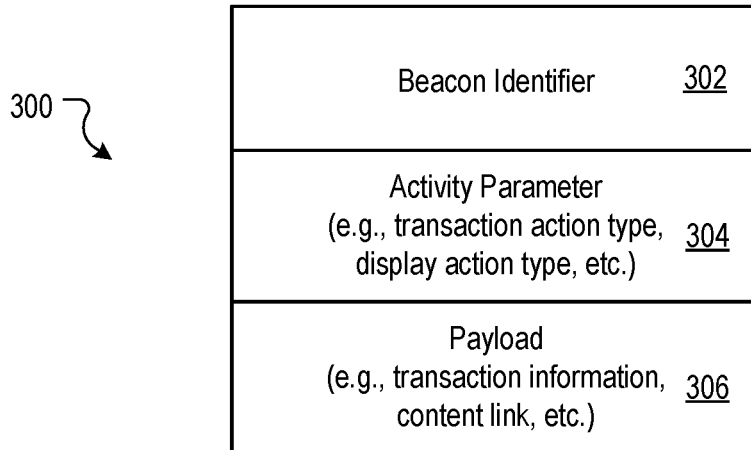 300
Beacon Identifier 302
Activity Parameter
(e.g., transaction action type, 304
display action type, etc.)
Payload
(e.g., transaction information, 306
content link, etc.)